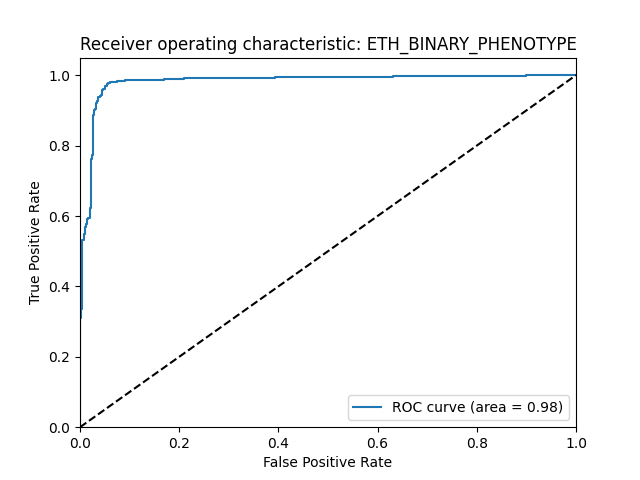 Receiver operating characteristic: ETH_BINARY_PHENOTYPE
True Positive Rate
1.0
0.8
0.6
0.4
0.2
0.0
0.0 0.2 0.4 0.6 0.8 1.0
False Positive Rate
ROC curve (area = 0.98)